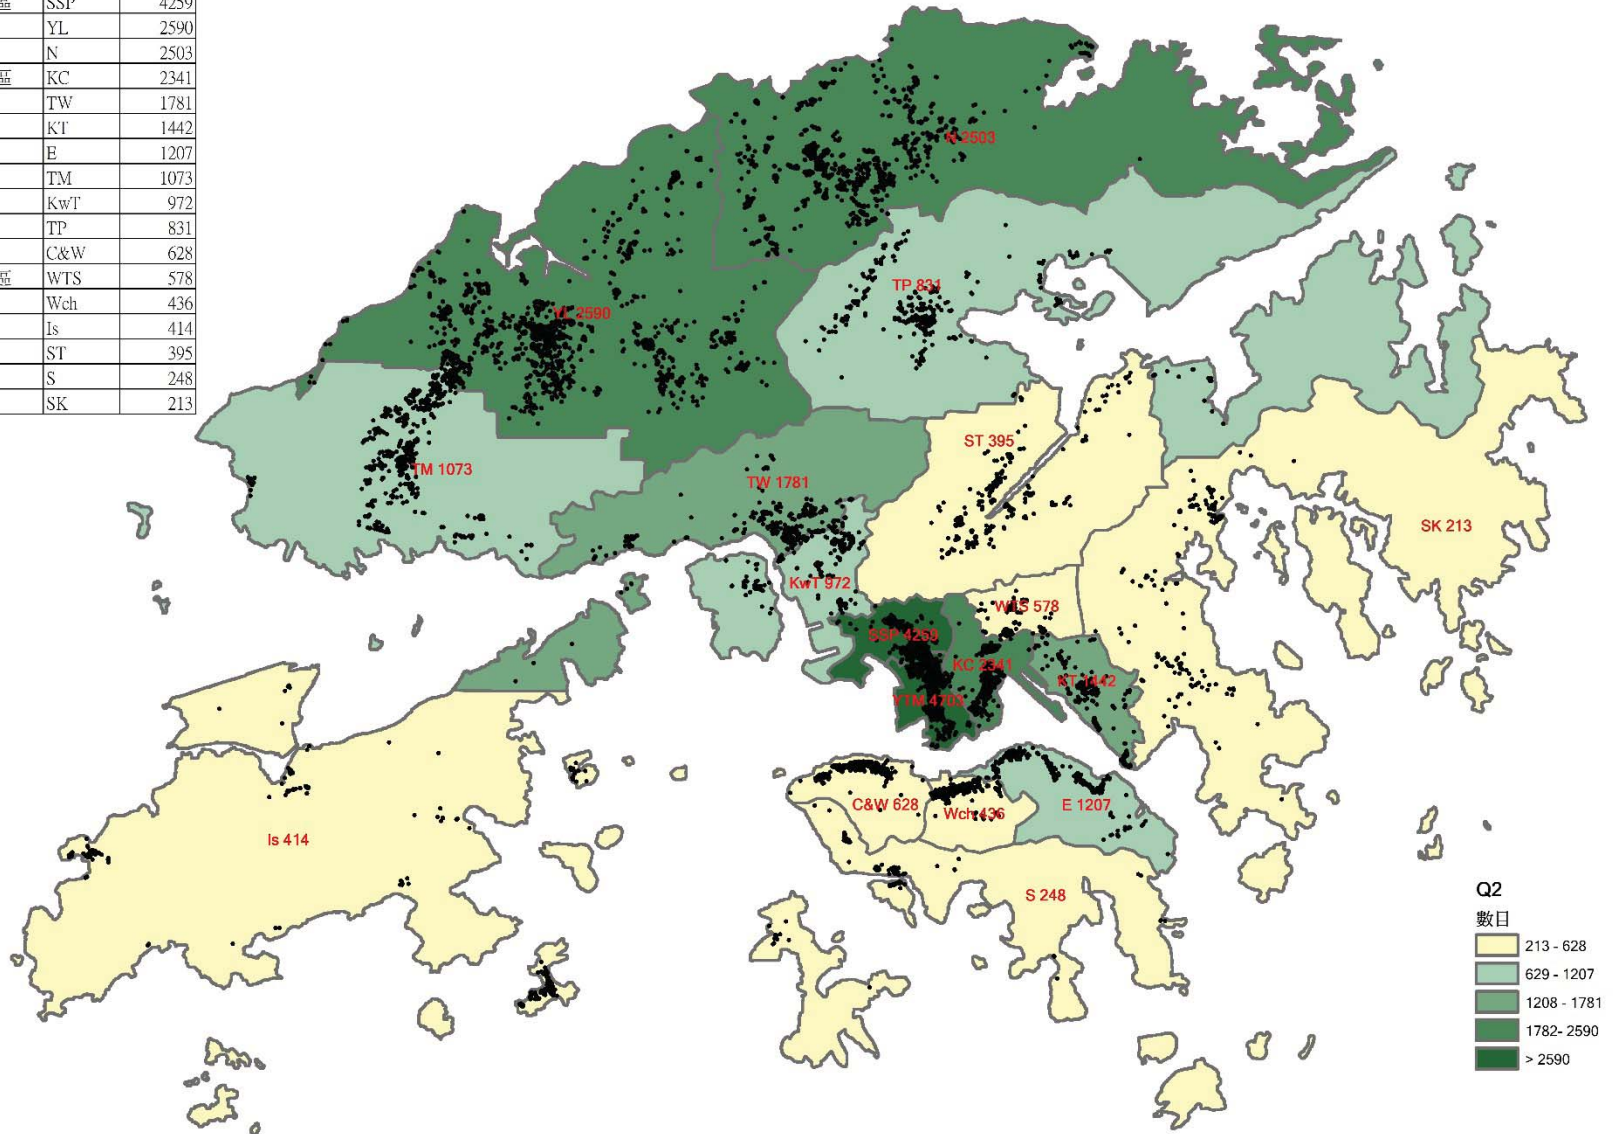 區 SSP 4259
YL 2590
N 2503
區 KC 2341
TW 1781
KT 1442
E 1207
TM 1073
KwT 972
TP 831
C&W 628
區 WTS 578
Wch 436
Is 414
ST 395
S 248
SK 213
N 2503
TP 831
YL 2590
ST 395
TM 1073
TW 1781
SK 213
KwT 972
WTS 578
SSP 4259
KC 2341
KT 1442
YTM 4703
C&W 628
Wch 436
E 1207
Is 414
S 248
Q2
數目
213 - 628
629 - 1207
1208 - 1781
1782- 2590
> 2590